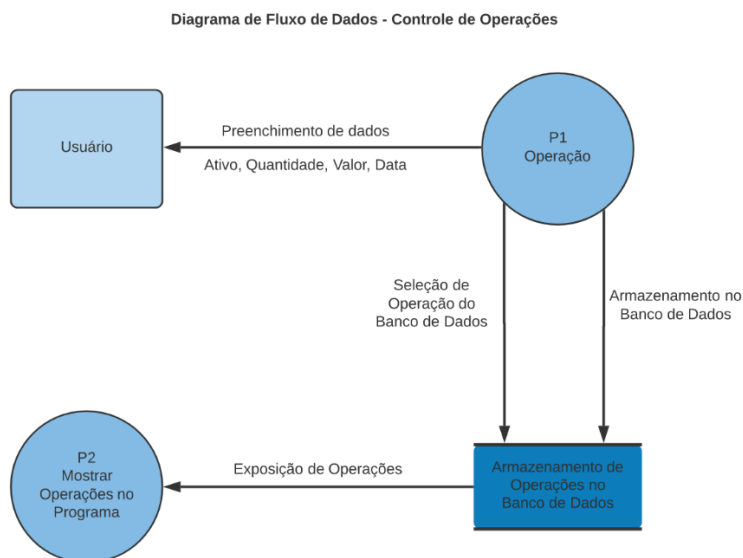 Diagrama de Fluxo de Dados - Controle de Operações
Usuário
Preenchimento de dados
Ativo, Quantidade, Valor, Data
P1
Operação
Seleção de
Operação do
Banco de Dados
Armazenamento no
Banco de Dados
P2
Mostrar
Operações no
Programa
Exposição de Operações
Armazenamento de
Operações no
Banco de Dados